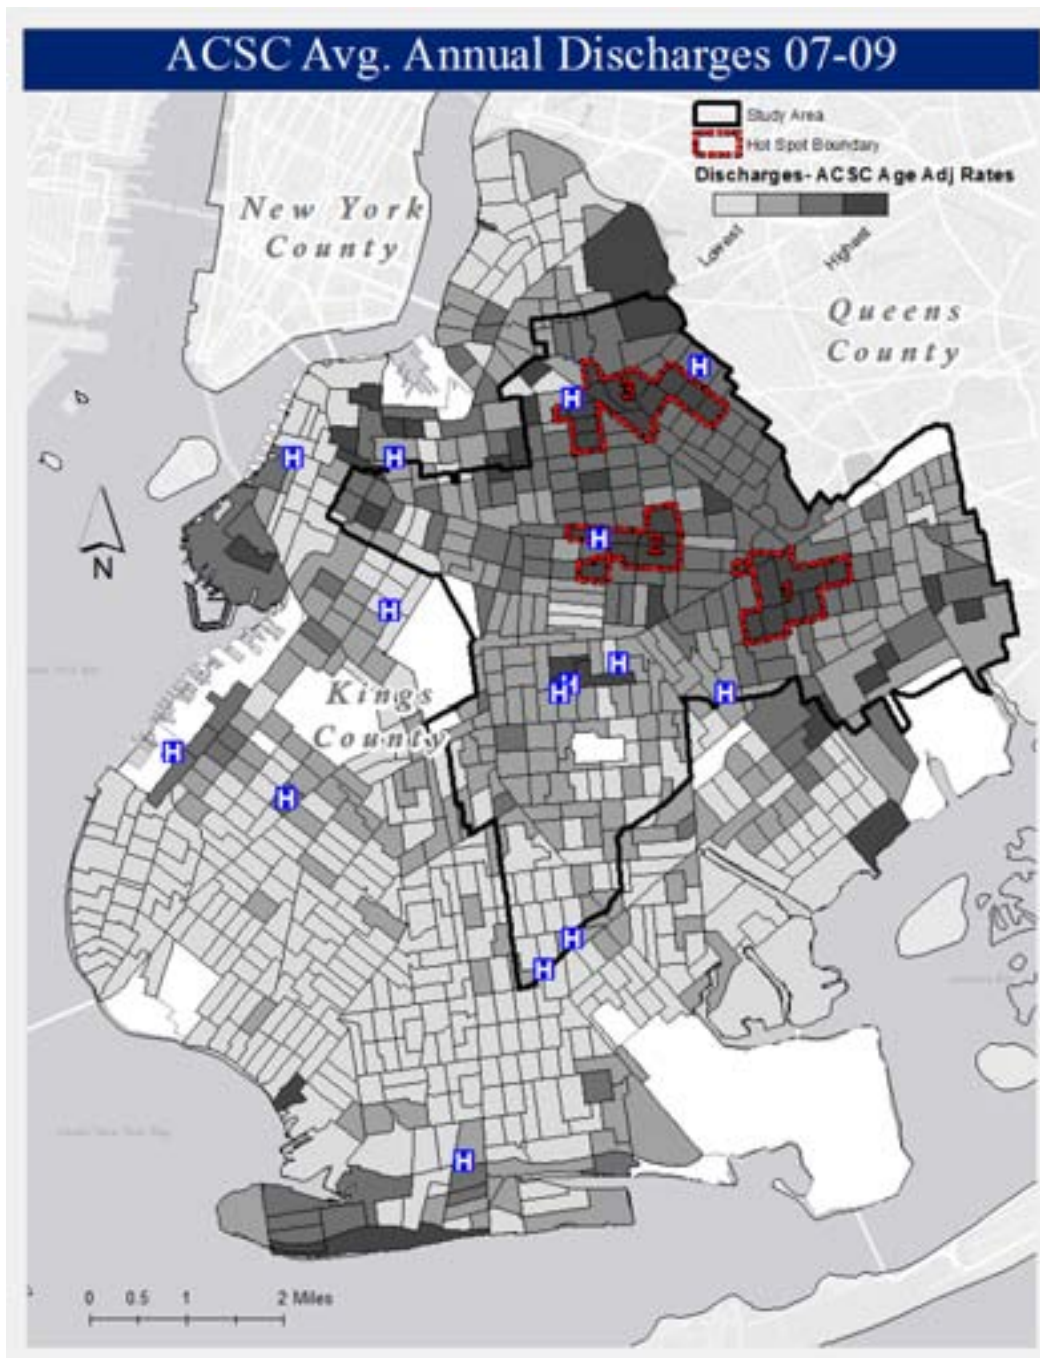 ACSC Avg. Annual Discharges 07-09
Study Area
Hot Spot Boundary
Discharges- ACSC Age Adj Rates
Lowest
Highest
New York
County
Queens
County
H
H
H
H
H
N
H
H
H
H
H
H
Kings
County
H
H
H
H
H
0 0.5 1 2 Miles